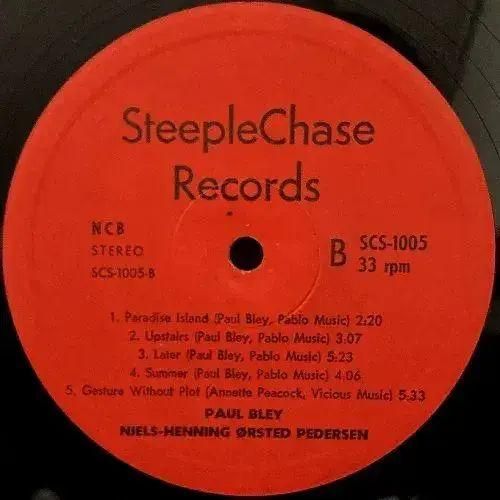 SteepleChase
Records
NCB
STEREO
SCS-1005-B
B
SCS-1005
33 rpm
1. Paradise Island (Paul Bley, Pablo Music) 2:20
2. Upstairs (Paul Bley, Pablo Music) 3.07
3. Later (Paul Bley, Pablo Music) 5:23
4. Summer (Paul Bley, Pablo Music) 4.06
5. Gesture Without Plot (Annette Peacock, Vicious Music) 5:33
PAUL BLEY
NIELS-HENNING ØRSTED PEDERSEN